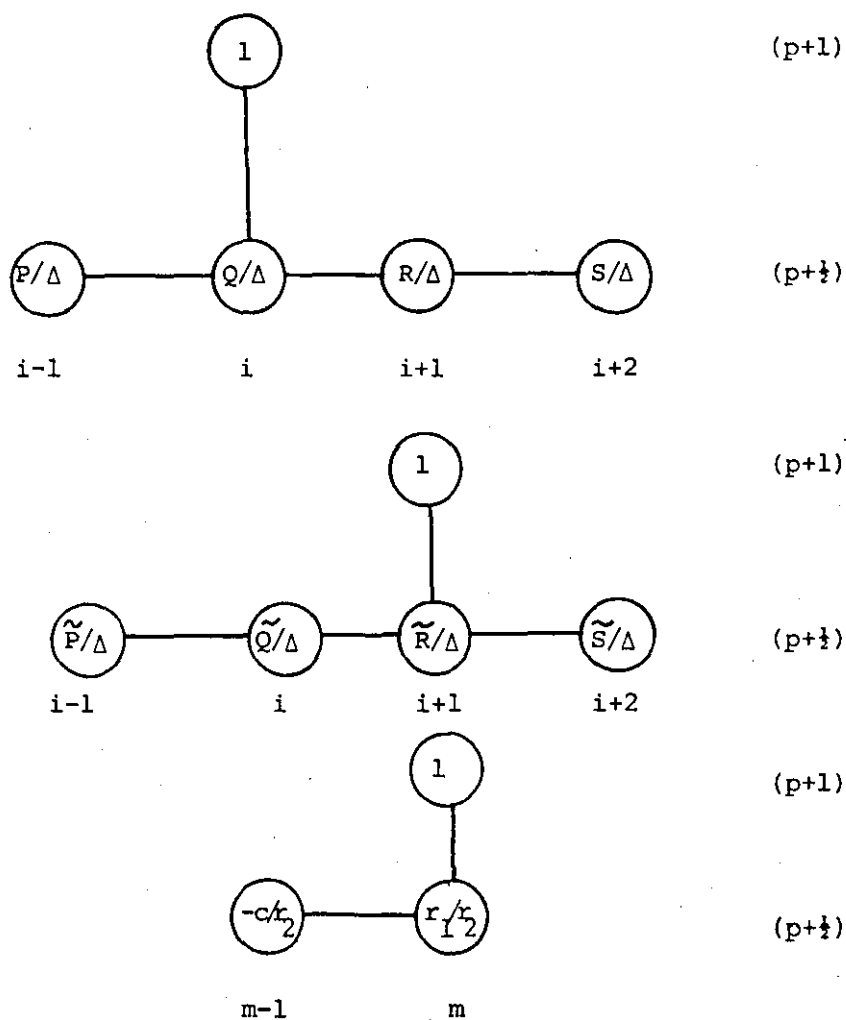 1 (p+1)
P/Δ Q/Δ R/Δ S/Δ (p+½)
i-1 i i+1 i+2
1 (p+1)
P̃/Δ Q̃/Δ R̃/Δ S̃/Δ (p+½)
i-1 i i+1 i+2
1 (p+1)
-c/r₂ r₁/r₂ (p+½)
m-1 m